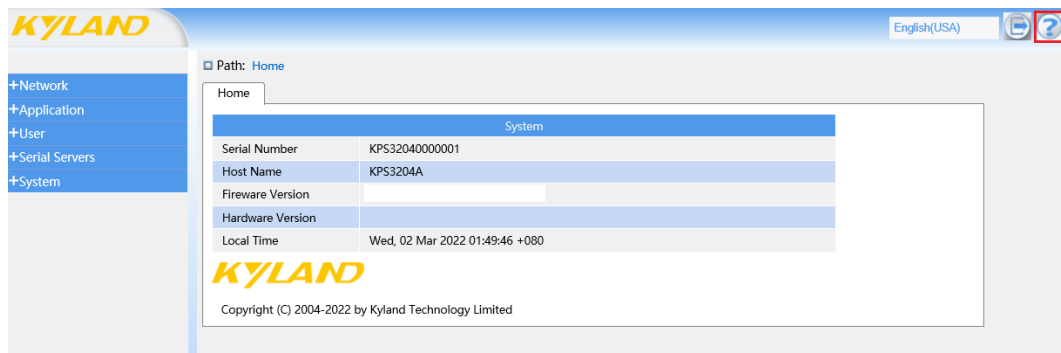 KYLAND
English(USA)
?
Path: Home
+Network
+Application
+User
+Serial Servers
+System
Home
System
Serial Number KPS32040000001
Host Name KPS3204A
Fireware Version
Hardware Version
Local Time Wed, 02 Mar 2022 01:49:46 +080
KYLAND
Copyright (C) 2004-2022 by Kyland Technology Limited